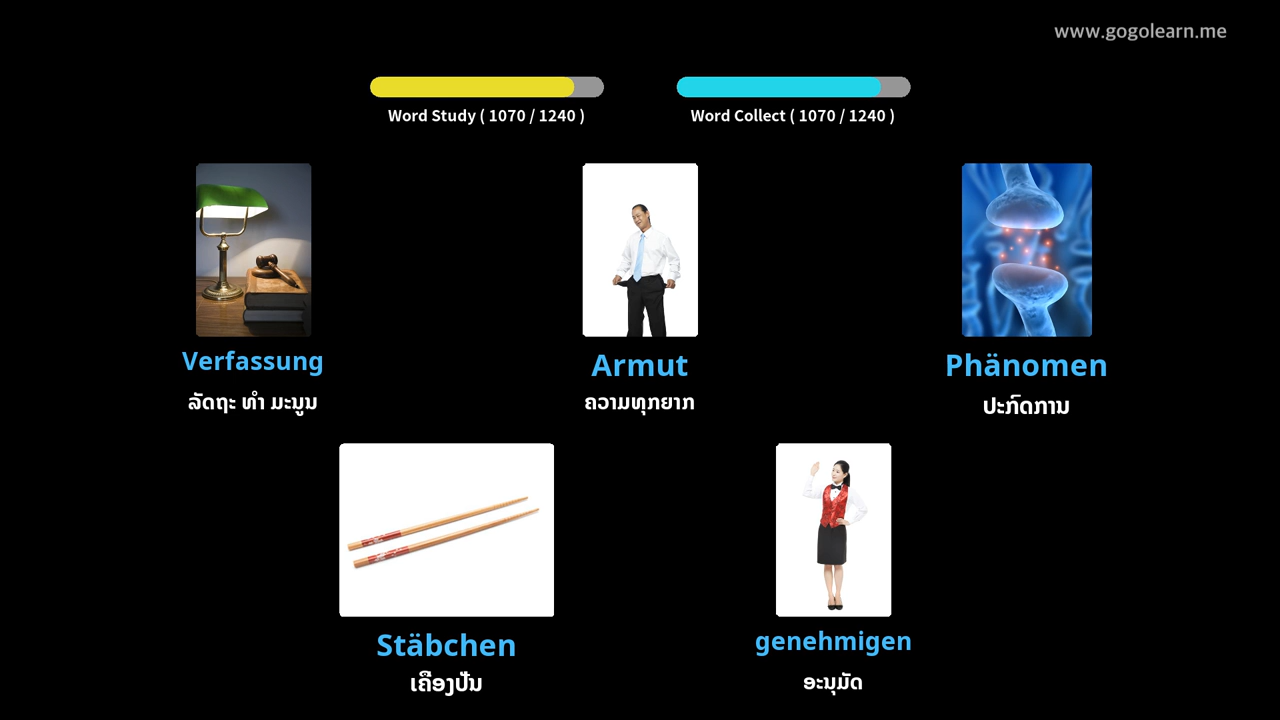 www.gogolearn.me
Word Study ( 1070 / 1240 )
Word Collect ( 1070 / 1240 )
Verfassung
ລັດຖະ ທຳ ມະນູນ
Armut
ຄວາມທຸກຍາກ
Phänomen
ປະກົດການ
Stäbchen
ເຄື່ອງປັ່ນ
genehmigen
ອະນຸມັດ